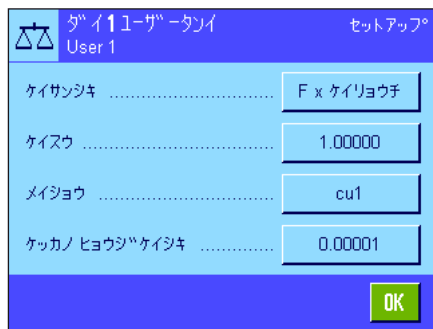 ダイ1ユーザータンイ
セットアップ
User 1
ケイサンシキ F x ケイリョウチ
ケイスウ 1.00000
メイショウ cu1
ケッカノ ヒョウジケイシキ 0.00001
OK